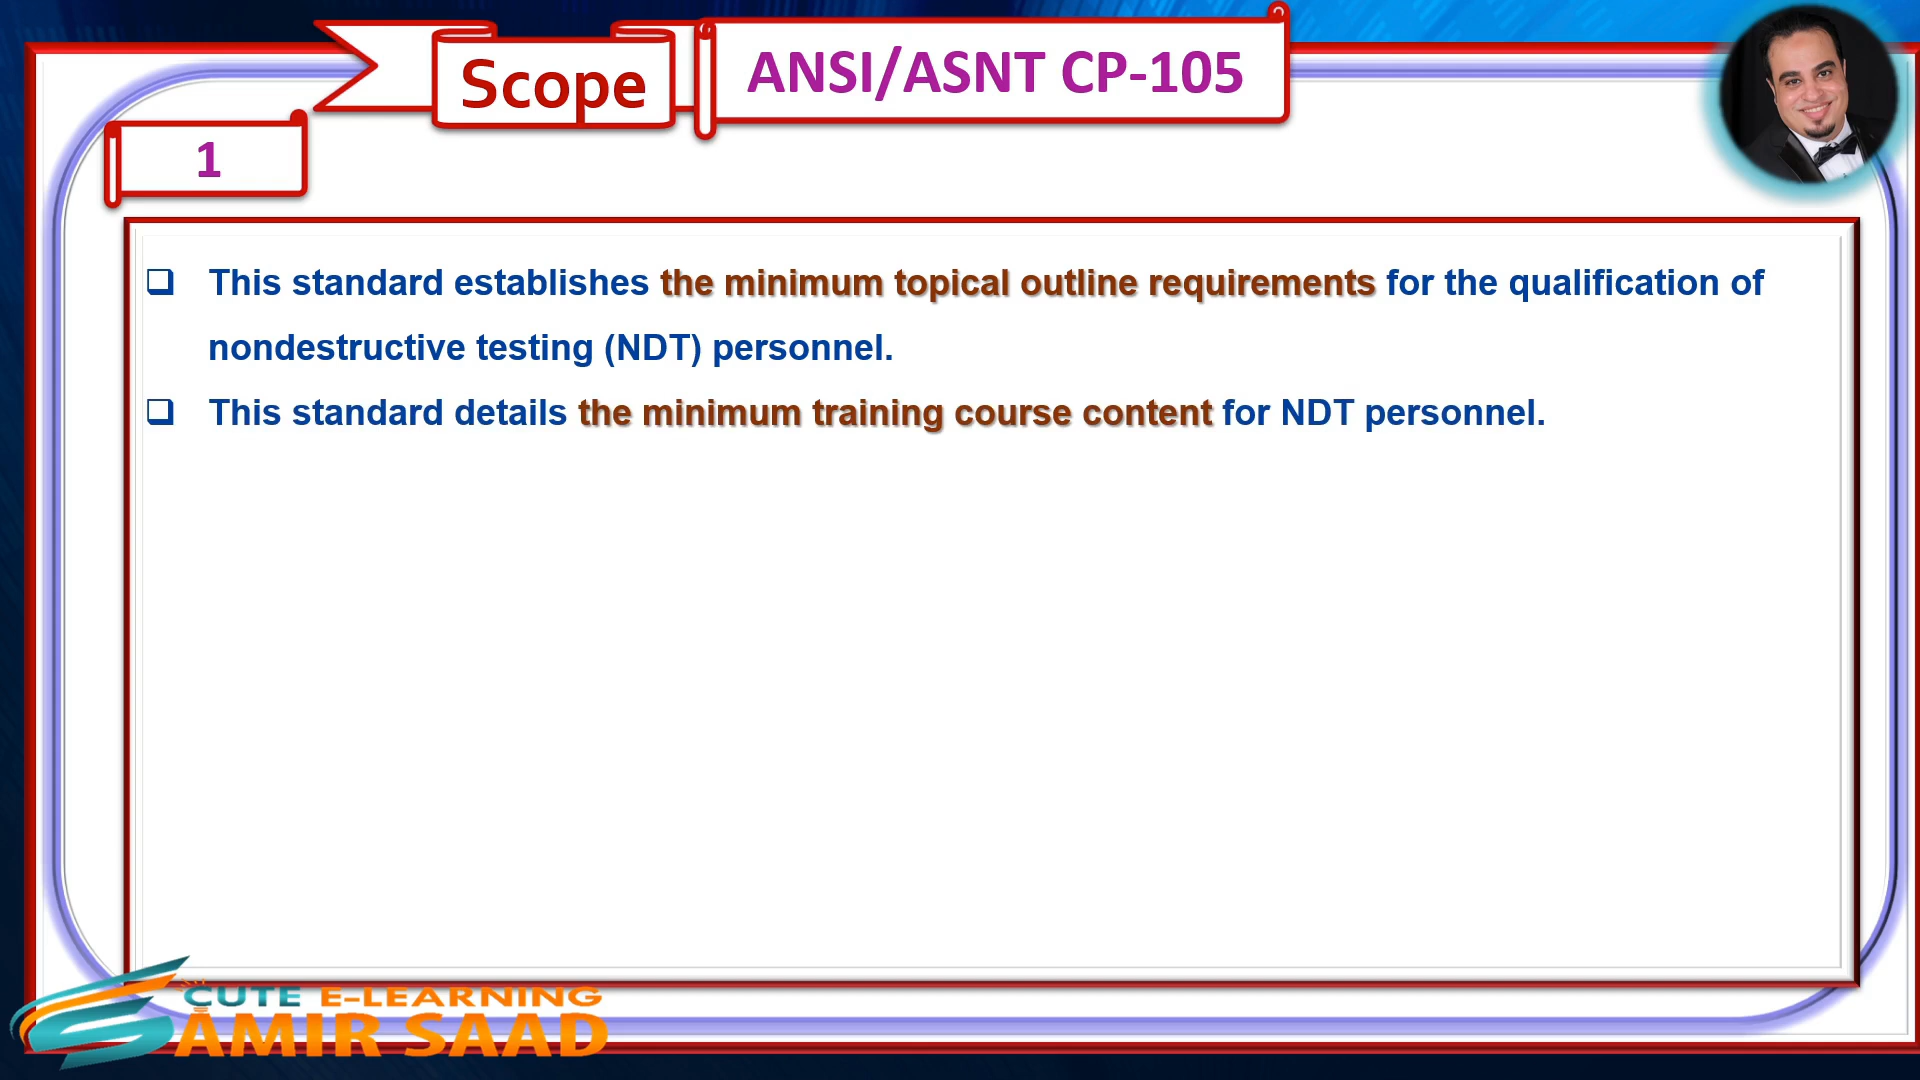 Scope
ANSI/ASNT CP-105
1
❑ This standard establishes the minimum topical outline requirements for the qualification of
nondestructive testing (NDT) personnel.
❑ This standard details the minimum training course content for NDT personnel.
CUTE E-LEARNING
AMIR SAAD